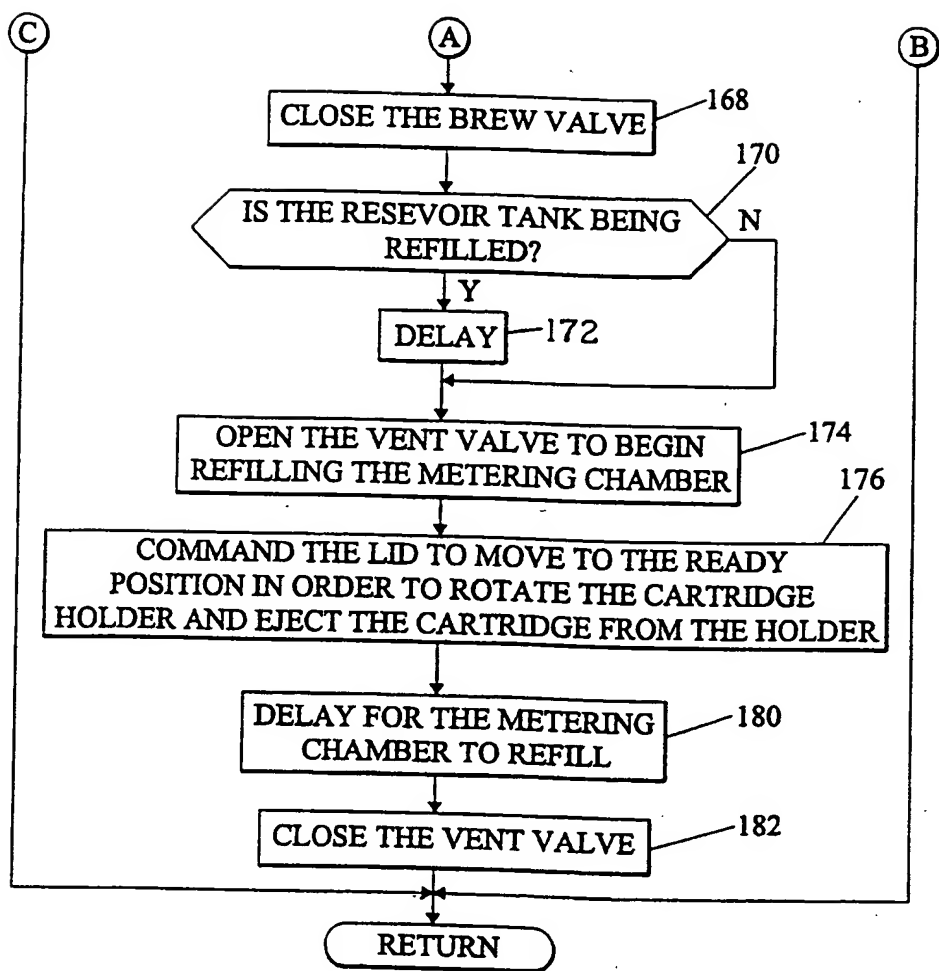 C
A
B
CLOSE THE BREW VALVE
168
170
IS THE RESEVOIR TANK BEING
REFILLED?
N
Y
DELAY
172
OPEN THE VENT VALVE TO BEGIN
REFILLING THE METERING CHAMBER
174
176
COMMAND THE LID TO MOVE TO THE READY
POSITION IN ORDER TO ROTATE THE CARTRIDGE
HOLDER AND EJECT THE CARTRIDGE FROM THE HOLDER
DELAY FOR THE METERING
CHAMBER TO REFILL
180
CLOSE THE VENT VALVE
182
RETURN